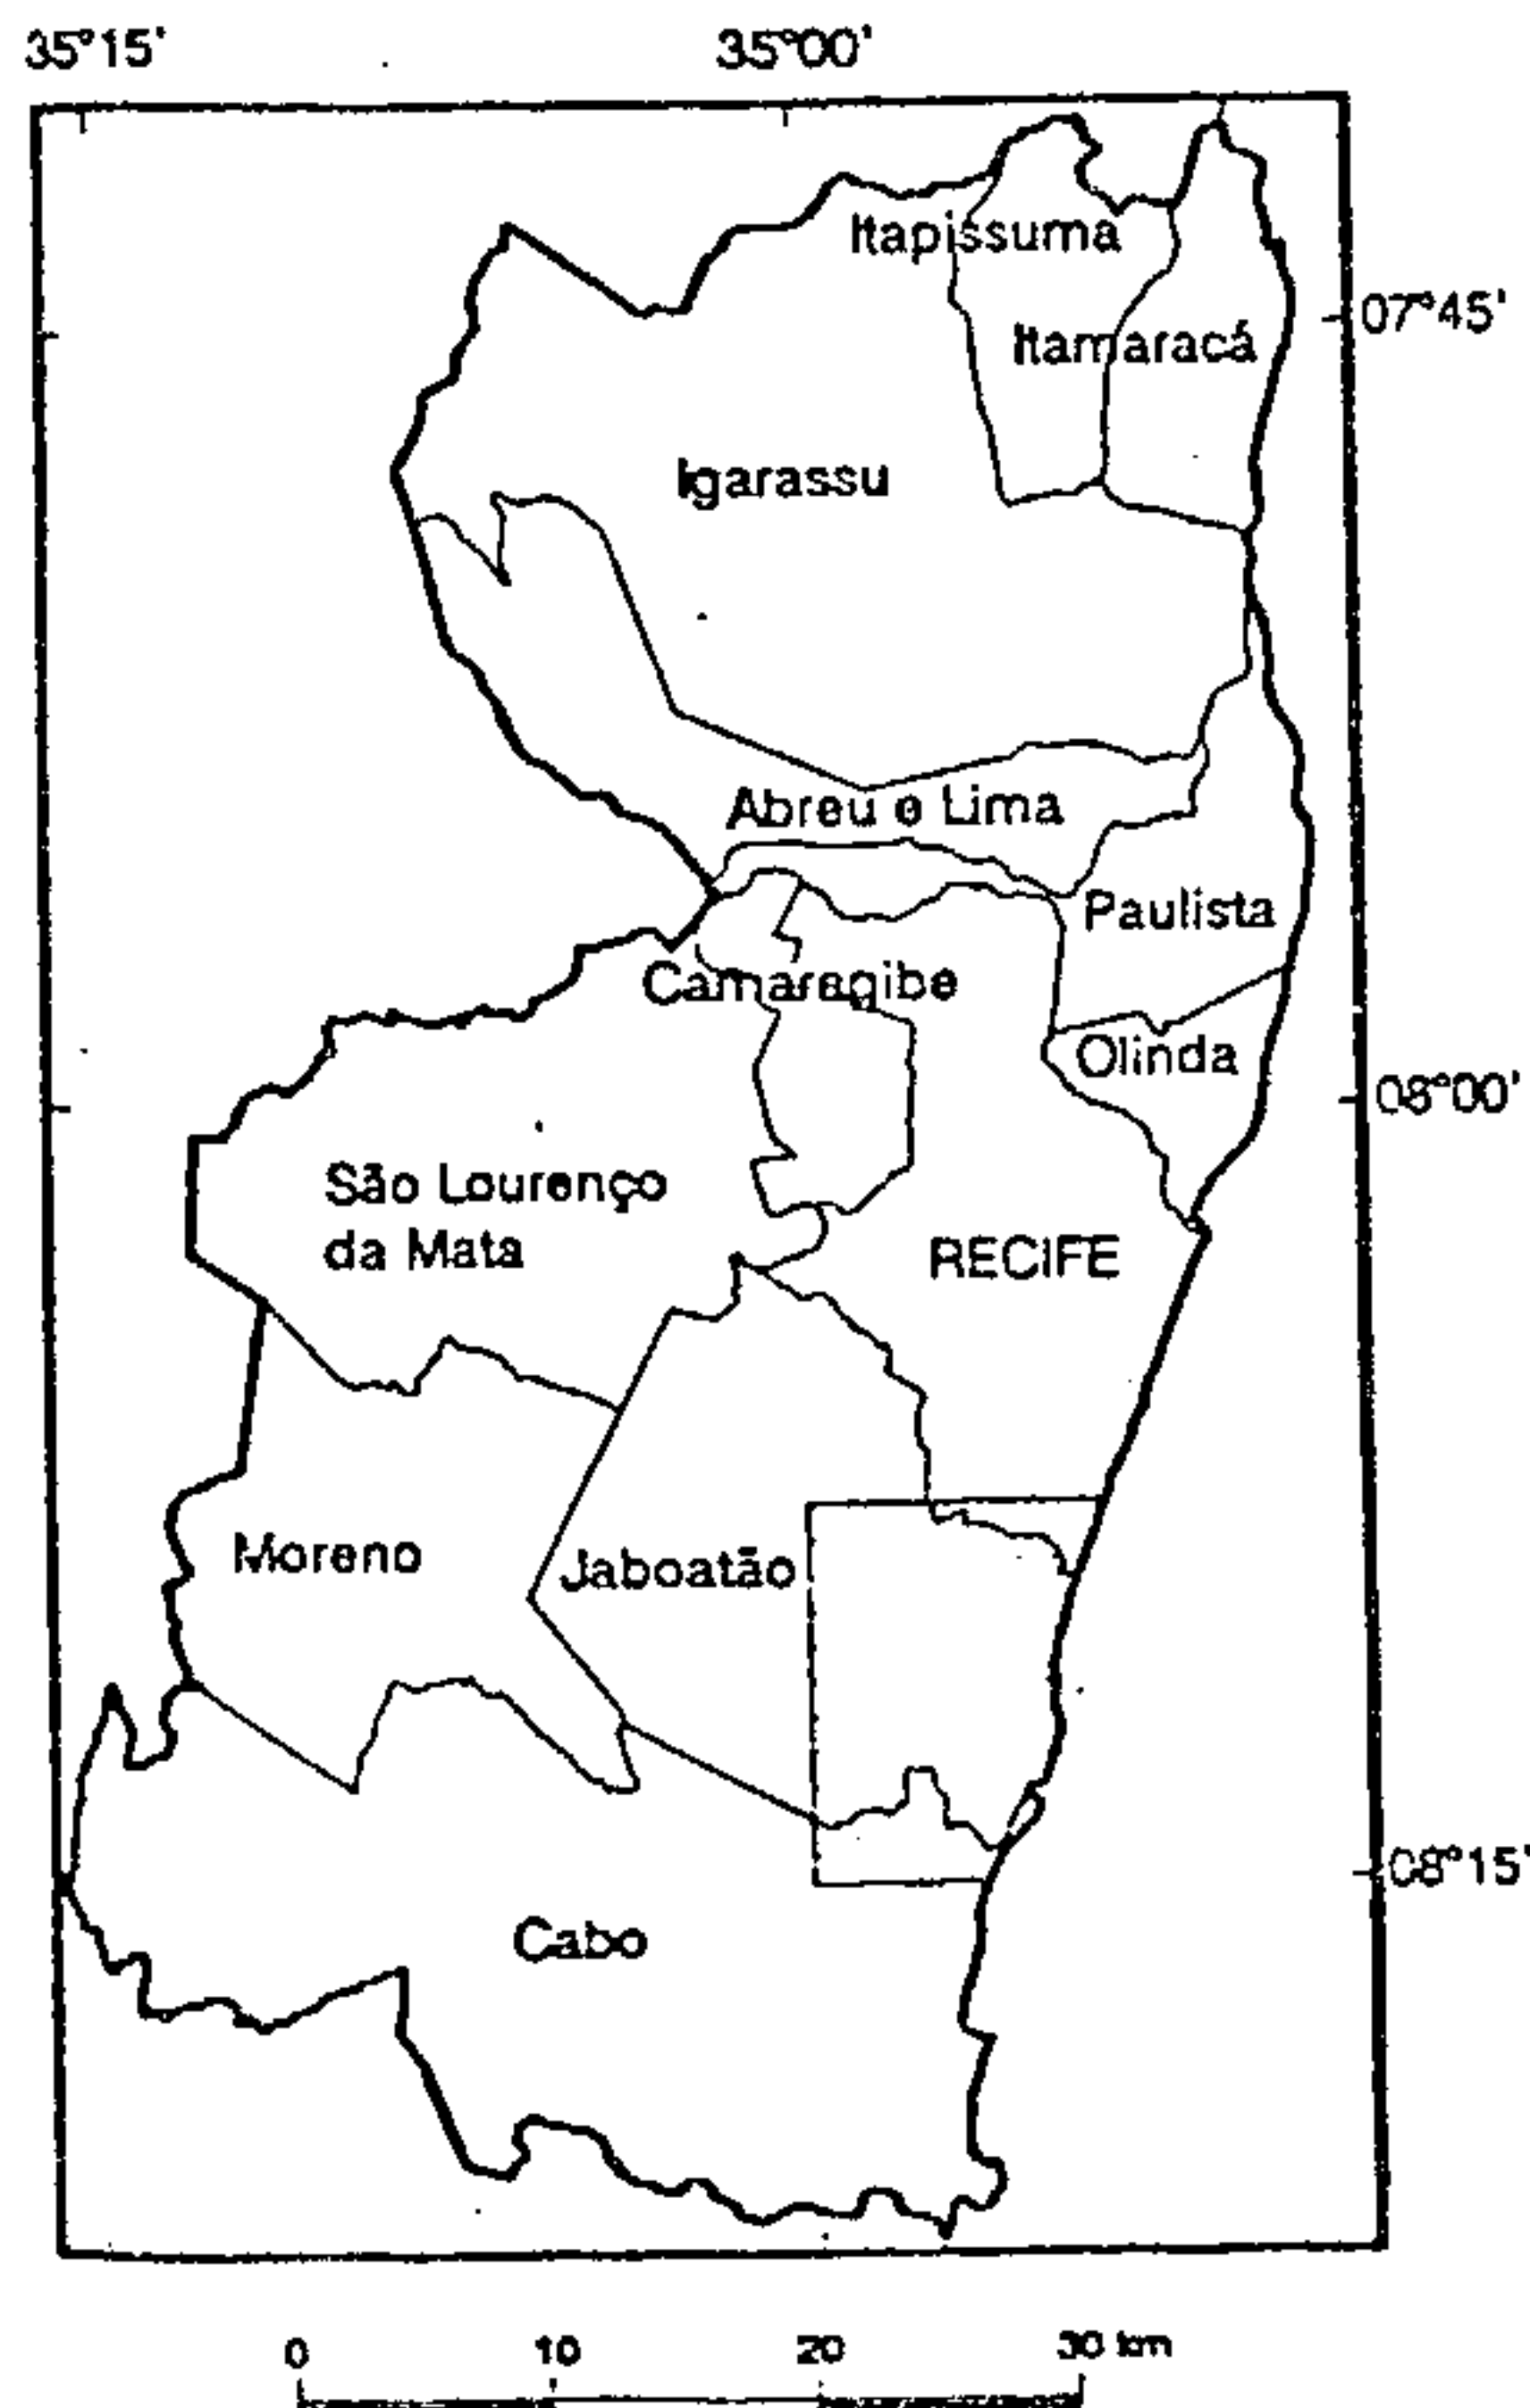 35°15'
35°00'
Itapissuma
07°45'
Itamaracá
Igarassu
Abreu e Lima
Paulista
Camaragibe
Olinda
08°00'
São Lourenço
da Mata
RECIFE
Moreno
Jaboatão
08°15'
Cabo
0 10 20 30 km